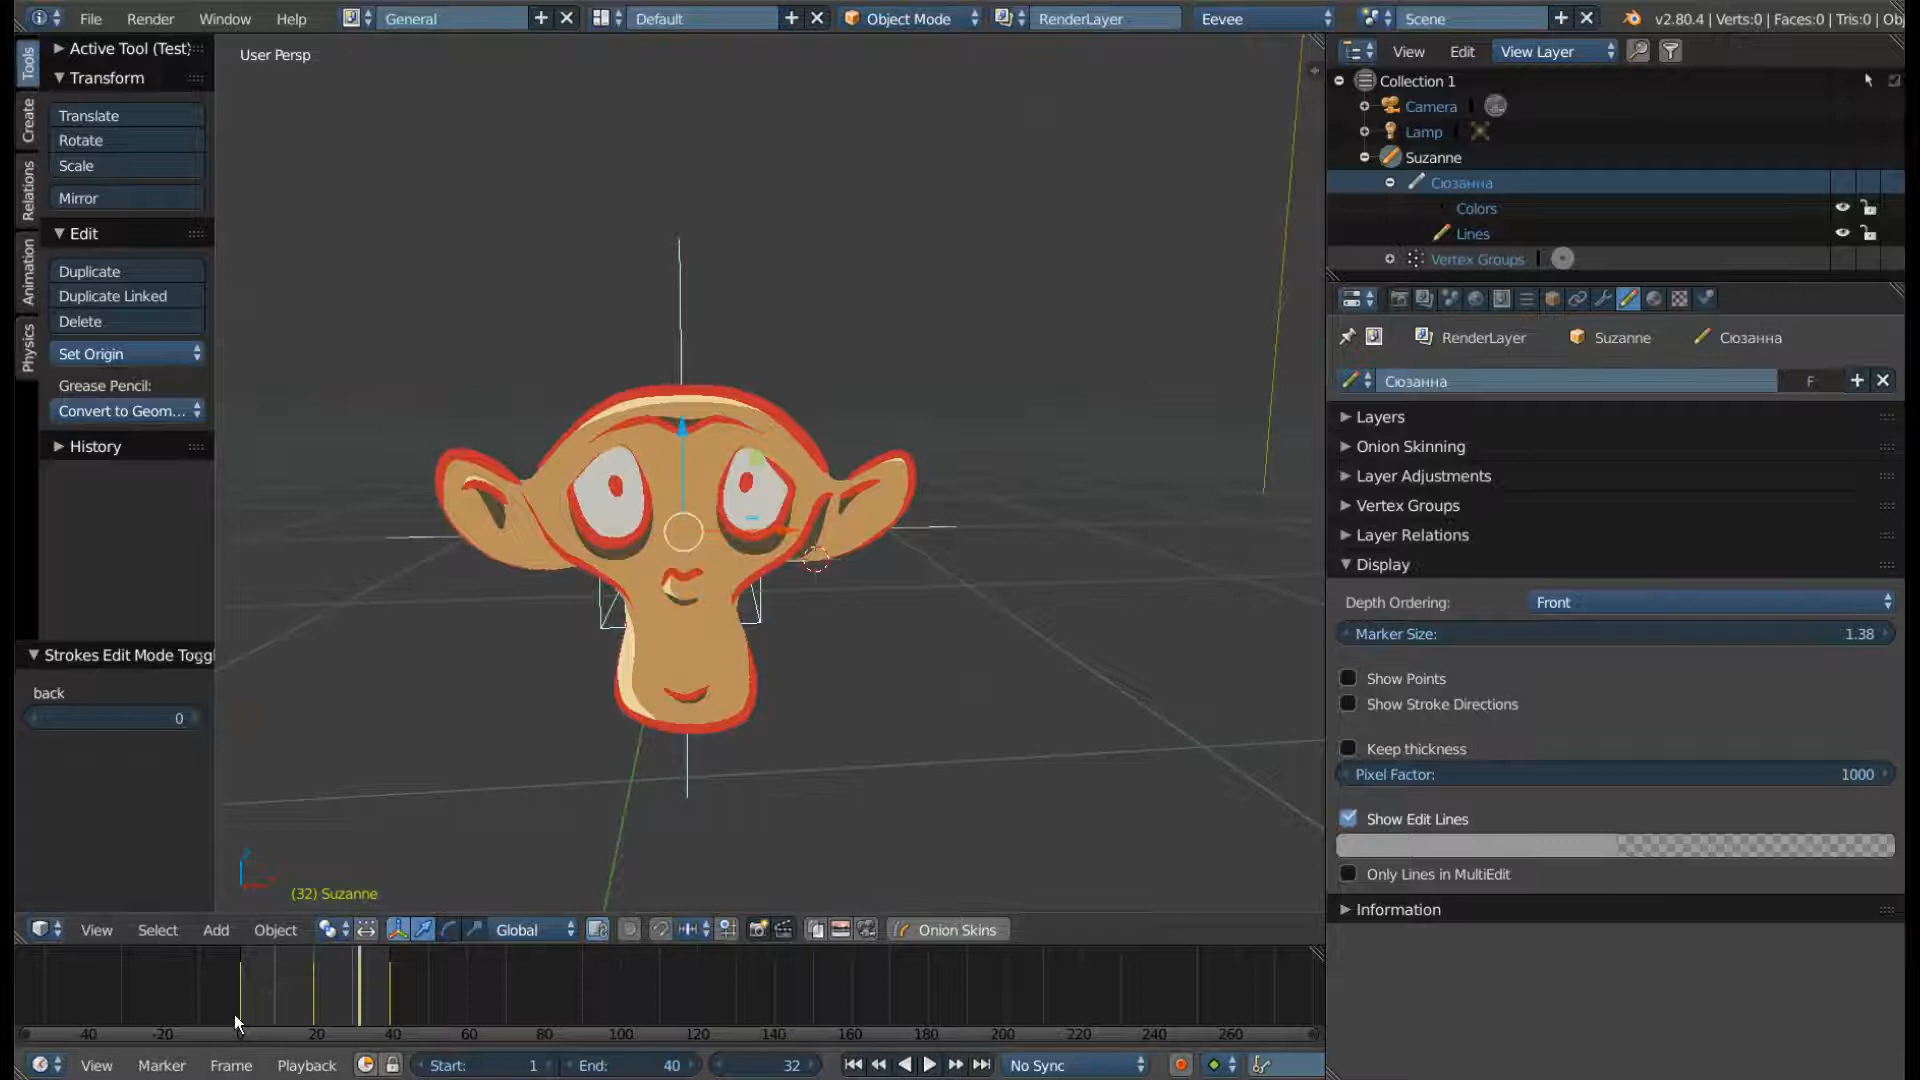 File Render Window Help General Default Object Mode RenderLayer Eevee Scene v2.80.4 | Verts:0 | Faces:0 | Tris:0 |
Tools
Create
Relations
Animation
Physics
Active Tool (Test)
Transform
Translate
Rotate
Scale
Mirror
Edit
Duplicate
Duplicate Linked
Delete
Set Origin
Grease Pencil:
Convert to Geom...
History
Strokes Edit Mode Toggl
back
0
User Persp
(32) Suzanne
View Select Add Object Global Onion Skins
-20 0 20 40 60 80 100 120 140 160 180 200 220 240 260
View Marker Frame Playback Start: 1 End: 40 32 No Sync
View Edit View Layer
Collection 1
Camera
Lamp
Suzanne
Сюзанна
Colors
Lines
Vertex Groups
RenderLayer Suzanne Сюзанна
Сюзанна F
Layers
Onion Skinning
Layer Adjustments
Vertex Groups
Layer Relations
Display
Depth Ordering: Front
Marker Size: 1.38
Show Points
Show Stroke Directions
Keep thickness
Pixel Factor: 1000
Show Edit Lines
Only Lines in MultiEdit
Information